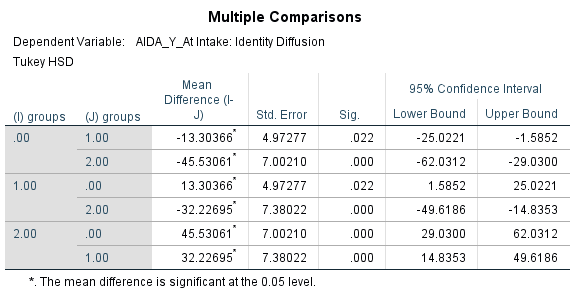 Multiple Comparisons
Dependent Variable: AIDA_Y_At Intake: Identity Diffusion
Tukey HSD
(I) groups (J) groups Mean Difference (I-J) Std. Error Sig. 95% Confidence Interval
Lower Bound Upper Bound
.00 1.00 -13.30366* 4.97277 .022 -25.0221 -1.5852
2.00 -45.53061* 7.00210 .000 -62.0312 -29.0300
1.00 .00 13.30366* 4.97277 .022 1.5852 25.0221
2.00 -32.22695* 7.38022 .000 -49.6186 -14.8353
2.00 .00 45.53061* 7.00210 .000 29.0300 62.0312
1.00 32.22695* 7.38022 .000 14.8353 49.6186
*. The mean difference is significant at the 0.05 level.